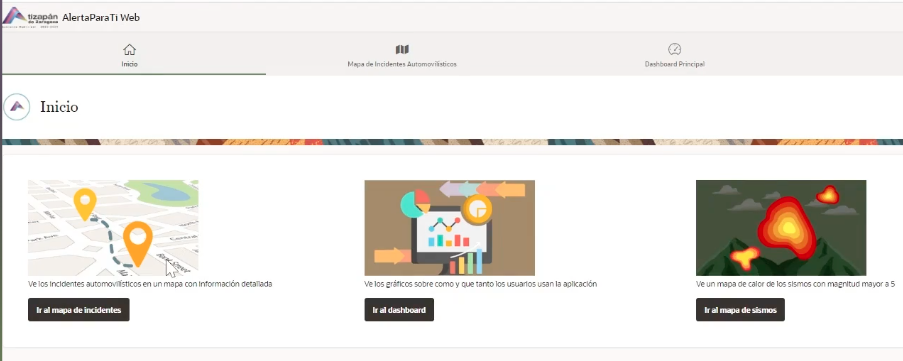 tizapán
de Zaragoza
AlertaParaTi Web
Inicio
Mapa de Incidentes Automovilísticos
Dashboard Principal
Inicio
Ve los incidentes automovilísticos en un mapa con información detallada
Ve los gráficos sobre como y que tanto los usuarios usan la aplicación
Ve un mapa de calor de los sismos con magnitud mayor a 5
Ir al mapa de incidentes
Ir al dashboard
Ir al mapa de sismos